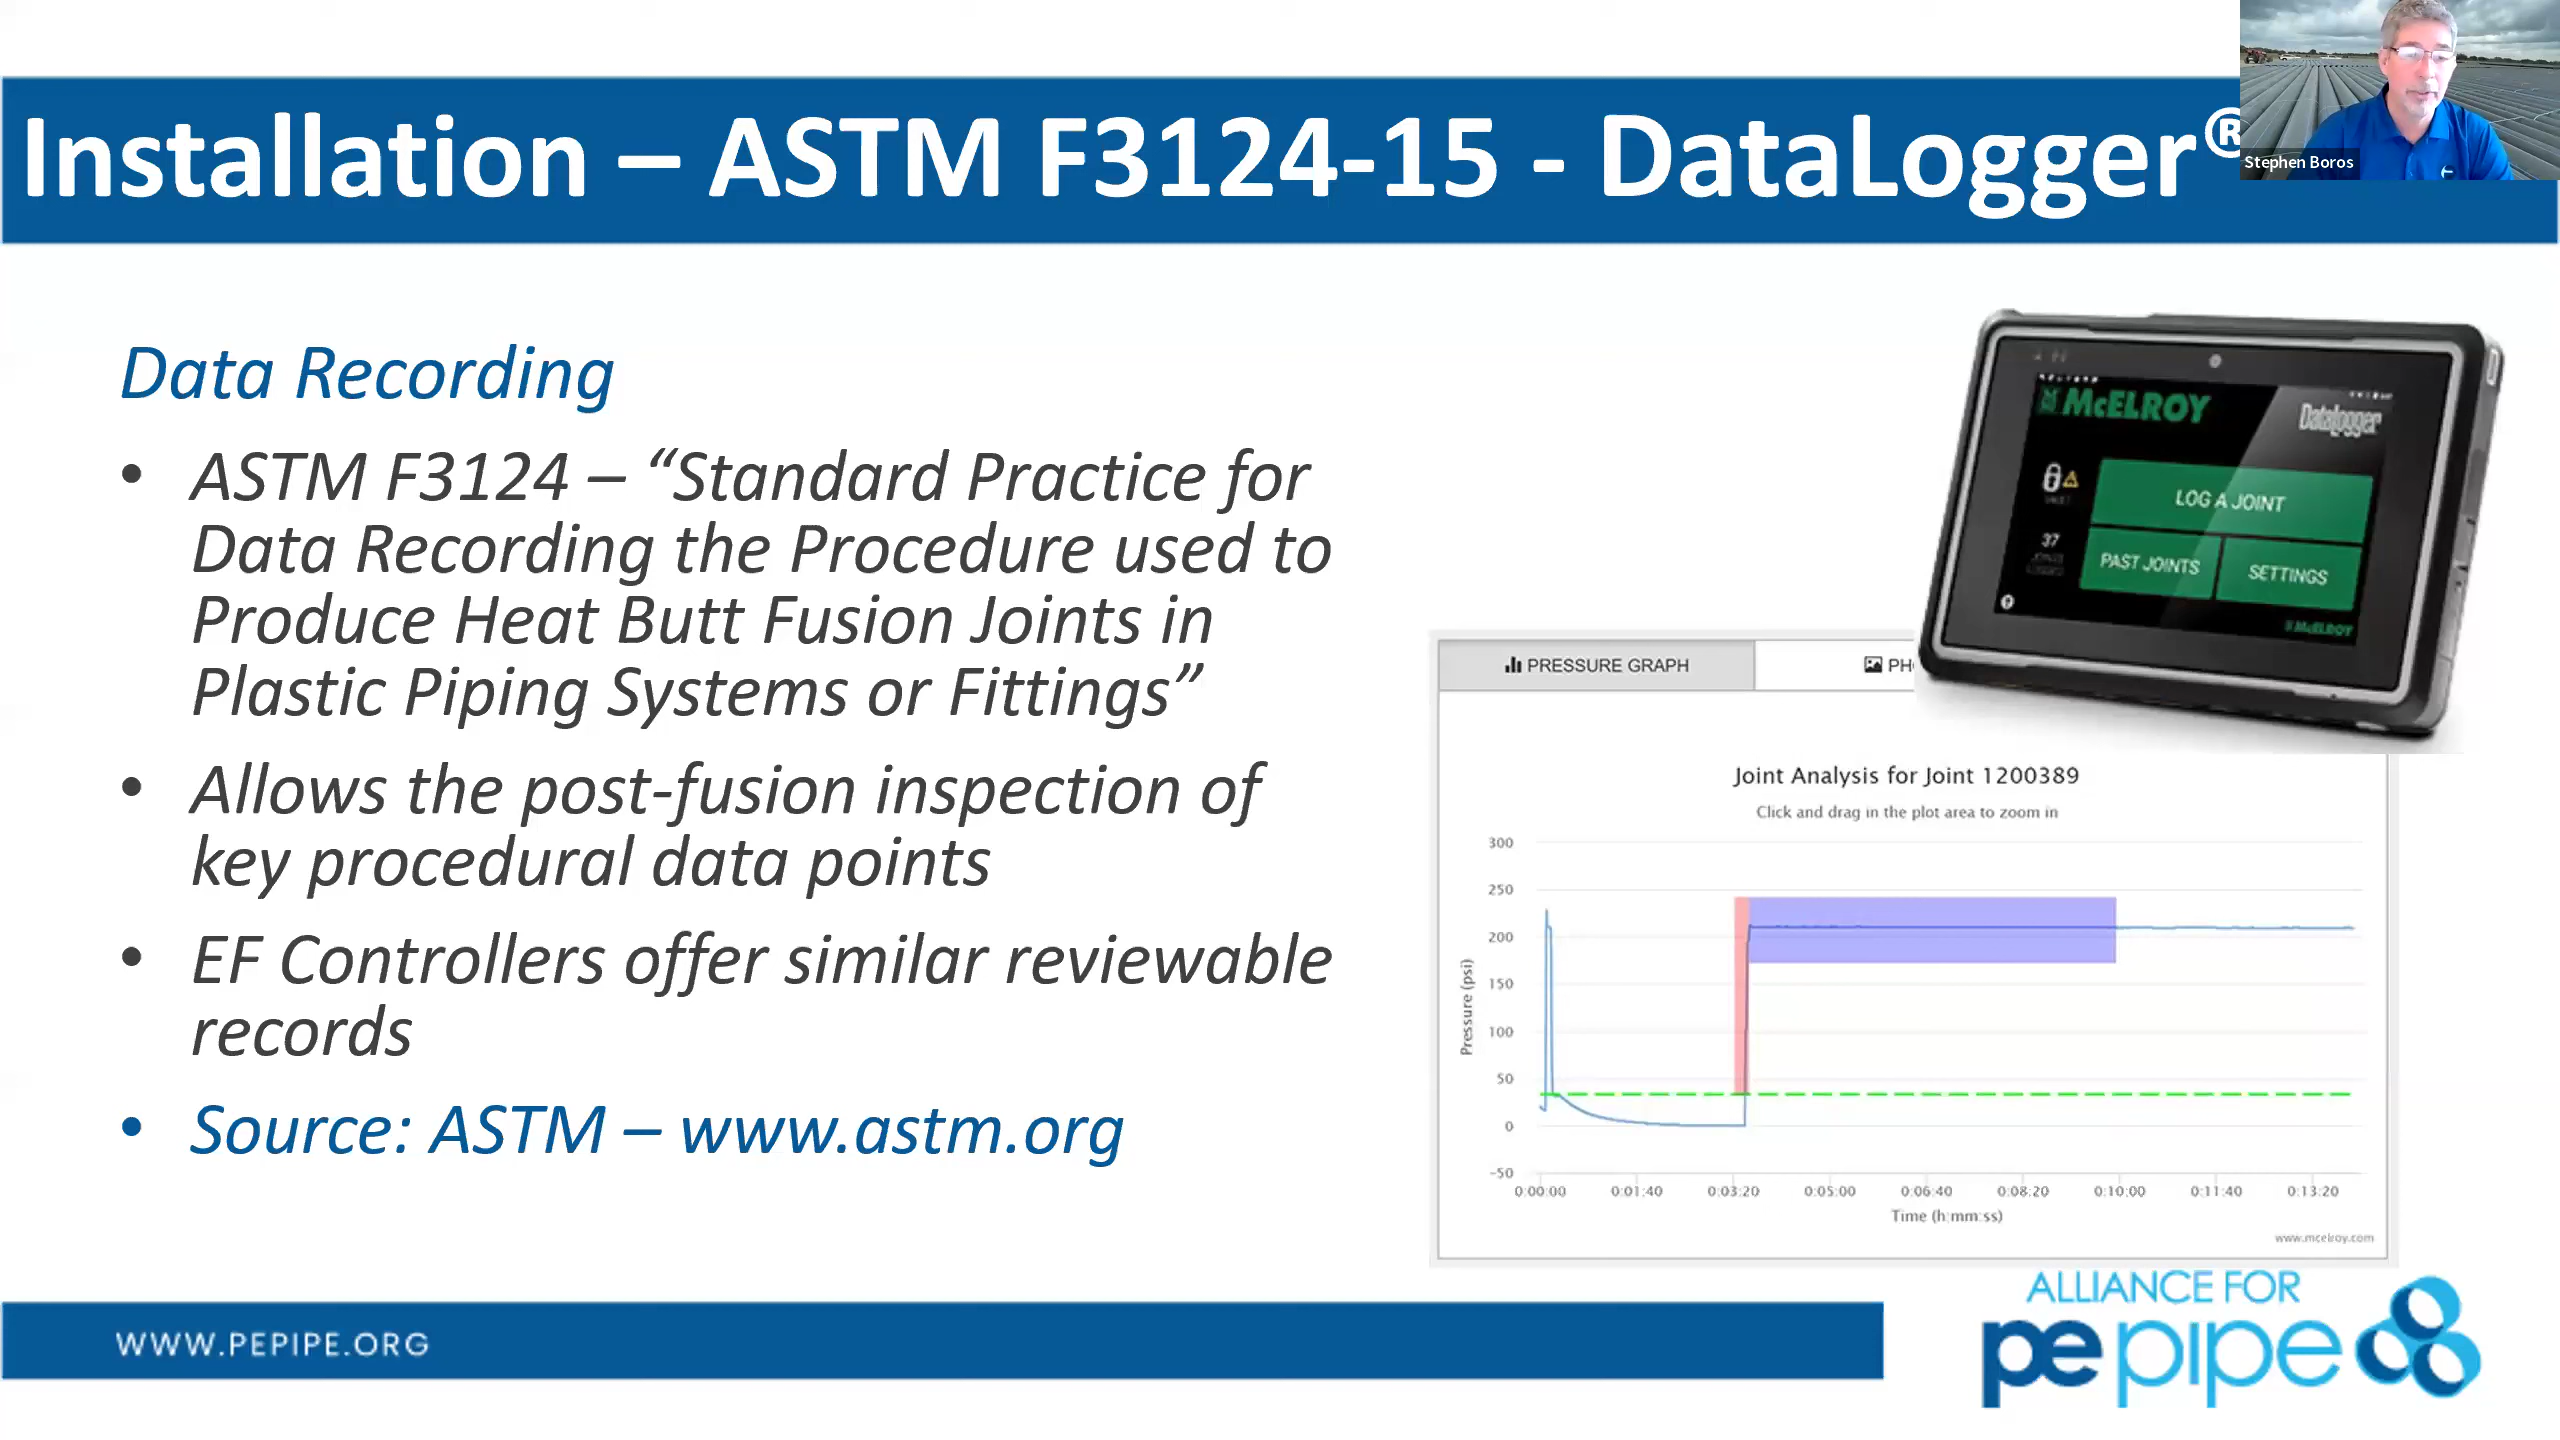 Installation – ASTM F3124-15 - DataLogger®
Stephen Boros
Data Recording
• ASTM F3124 – “Standard Practice for
Data Recording the Procedure used to
Produce Heat Butt Fusion Joints in
Plastic Piping Systems or Fittings”
• Allows the post-fusion inspection of
key procedural data points
• EF Controllers offer similar reviewable
records
• Source: ASTM – www.astm.org
McELROY
DataLogger
LOG A JOINT
37
PAST JOINTS
SETTINGS
McELROY
PRESSURE GRAPH
PH
Joint Analysis for Joint 1200389
Click and drag in the plot area to zoom in
300
250
200
150
100
50
0
-50
Pressure (psi)
0:00:00 0:01:40 0:03:20 0:05:00 0:06:40 0:08:20 0:10:00 0:11:40 0:13:20
Time (h:mm:ss)
www.mcelroy.com
WWW.PEPIPE.ORG
ALLIANCE FOR
pe pipe